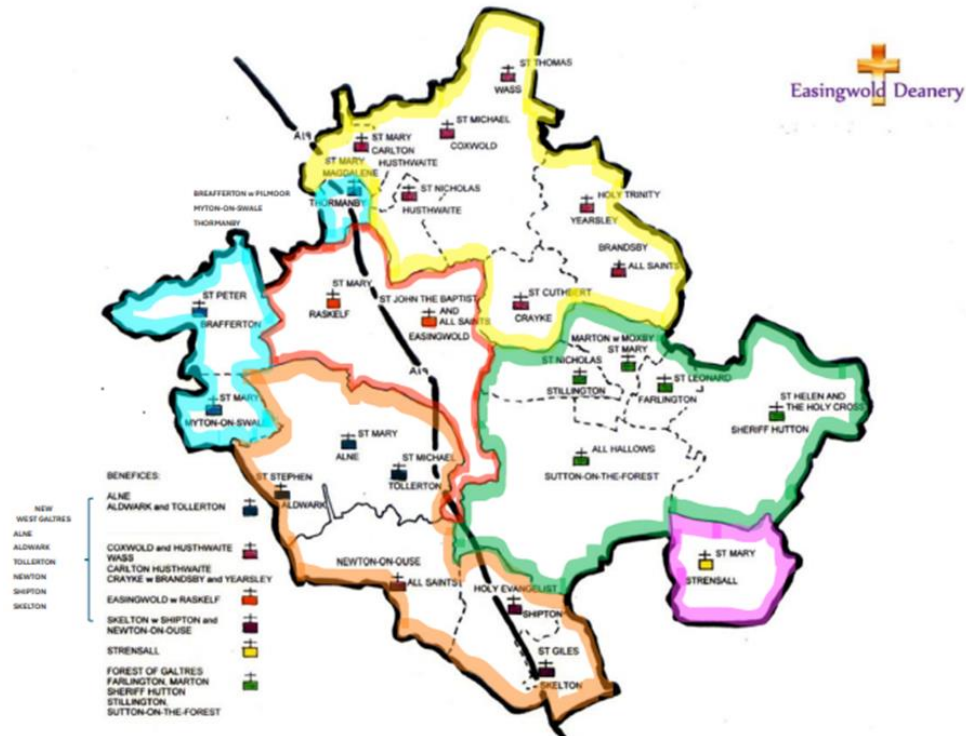 Easingwold Deanery
ST THOMAS
WASS
A19
ST MICHAEL
COXWOLD
ST MARY
CARLTON
HUSTHWAITE
ST MARY
MAGDALENE
THORMANBY
ST NICHOLAS
HUSTHWAITE
BREAFFERTON w PILMOOR
MYTON-ON-SWALE
THORMANBY
HOLY TRINITY
YEARSLEY
BRANDSBY
ALL SAINTS
ST CUTHBERT
CRAYKE
ST PETER
BRAFFERTON
ST MARY
RASKELF
ST JOHN THE BAPTIST
AND
ALL SAINTS
EASINGWOLD
A19
MARTON w MOXBY
ST MARY
ST NICHOLAS
STILLINGTON
ST LEONARD
FARLINGTON
ST HELEN AND
THE HOLY CROSS
SHERIFF HUTTON
ST MARY
MYTON-ON-SWALE
ST MARY
ALNE
ST MICHAEL
TOLLERTON
ALL HALLOWS
SUTTON-ON-THE-FOREST
ST STEPHEN
ALDWARK
NEWTON-ON-OUSE
ALL SAINTS
HOLY EVANGELIST
SHIPTON
ST GILES
SKELTON
ST MARY
STRENSALL
NEW
WEST GALTRES
ALNE
ALDWARK
TOLLERTON
NEWTON
SHIPTON
SKELTON
BENEFICES:
ALNE
ALDWARK and TOLLERTON
COXWOLD and HUSTHWAITE
WASS
CARLTON HUSTHWAITE
CRAYKE w BRANDSBY and YEARSLEY
EASINGWOLD w RASKELF
SKELTON w SHIPTON and
NEWTON-ON-OUSE
STRENSALL
FOREST OF GALTRES
FARLINGTON, MARTON
SHERIFF HUTTON
STILLINGTON,
SUTTON-ON-THE-FOREST